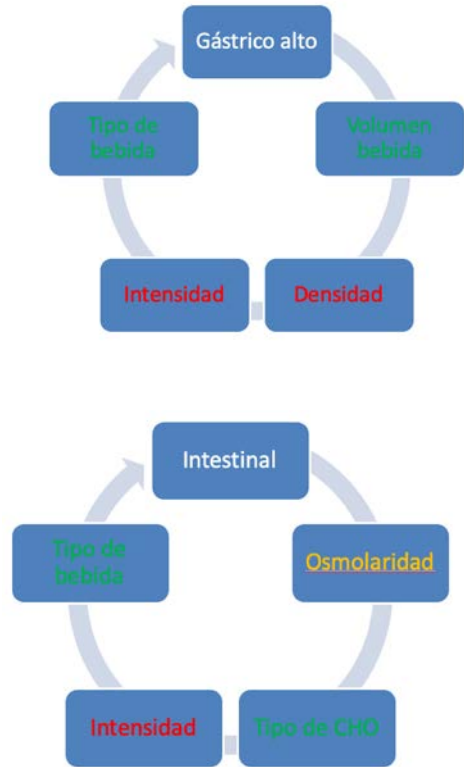 Gástrico alto
Tipo de
bebida
Volumen
bebida
Intensidad
Densidad
Intestinal
Tipo de
bebida
Osmolaridad
Intensidad
Tipo de CHO